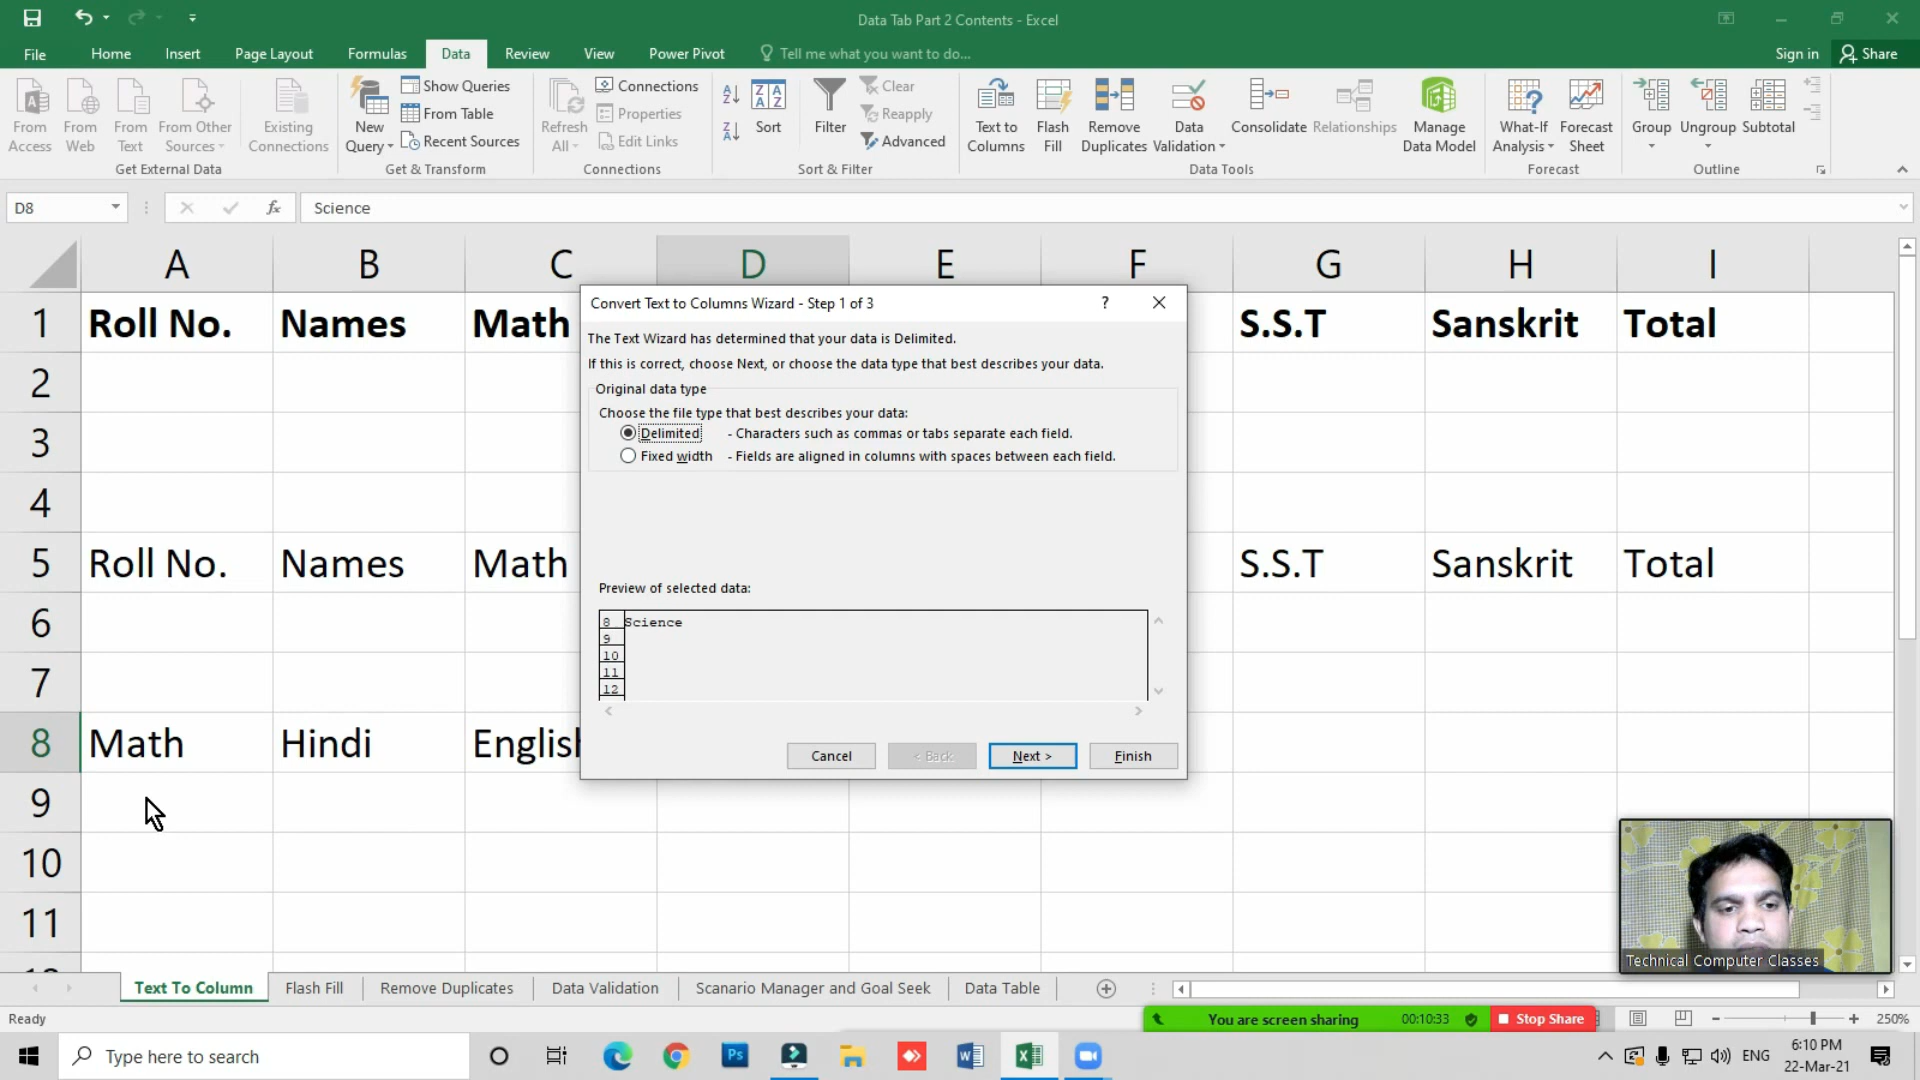 Data Tab Part 2 Contents - Excel
File Home Insert Page Layout Formulas Data Review View Power Pivot Tell me what you want to do... Sign in Share
From Access
From Web
From Text
From Other Sources
Existing Connections
Get External Data
New Query
Show Queries
From Table
Recent Sources
Get & Transform
Refresh All
Connections
Properties
Edit Links
Connections
Sort
Filter
Clear
Reapply
Advanced
Sort & Filter
Text to Columns
Flash Fill
Remove Duplicates
Data Validation
Consolidate
Relationships
Manage Data Model
Data Tools
What-If Analysis
Forecast Sheet
Forecast
Group
Ungroup
Subtotal
Outline
D8 fx Science
A B C D E F G H I
1 Roll No. Names Math S.S.T Sanskrit Total
2
3
4
5 Roll No. Names Math S.S.T Sanskrit Total
6
7
8 Math Hindi English
9
10
11
Convert Text to Columns Wizard - Step 1 of 3 ?
The Text Wizard has determined that your data is Delimited.
If this is correct, choose Next, or choose the data type that best describes your data.
Original data type
Choose the file type that best describes your data:
Delimited - Characters such as commas or tabs separate each field.
Fixed width - Fields are aligned in columns with spaces between each field.
Preview of selected data:
8 Science
9
10
11
12
Cancel < Back Next > Finish
Technical Computer Classes
Text To Column Flash Fill Remove Duplicates Data Validation Scanario Manager and Goal Seek Data Table
Ready You are screen sharing 00:10:33 Stop Share 250%
Type here to search Ps ENG 6:10 PM
22-Mar-21